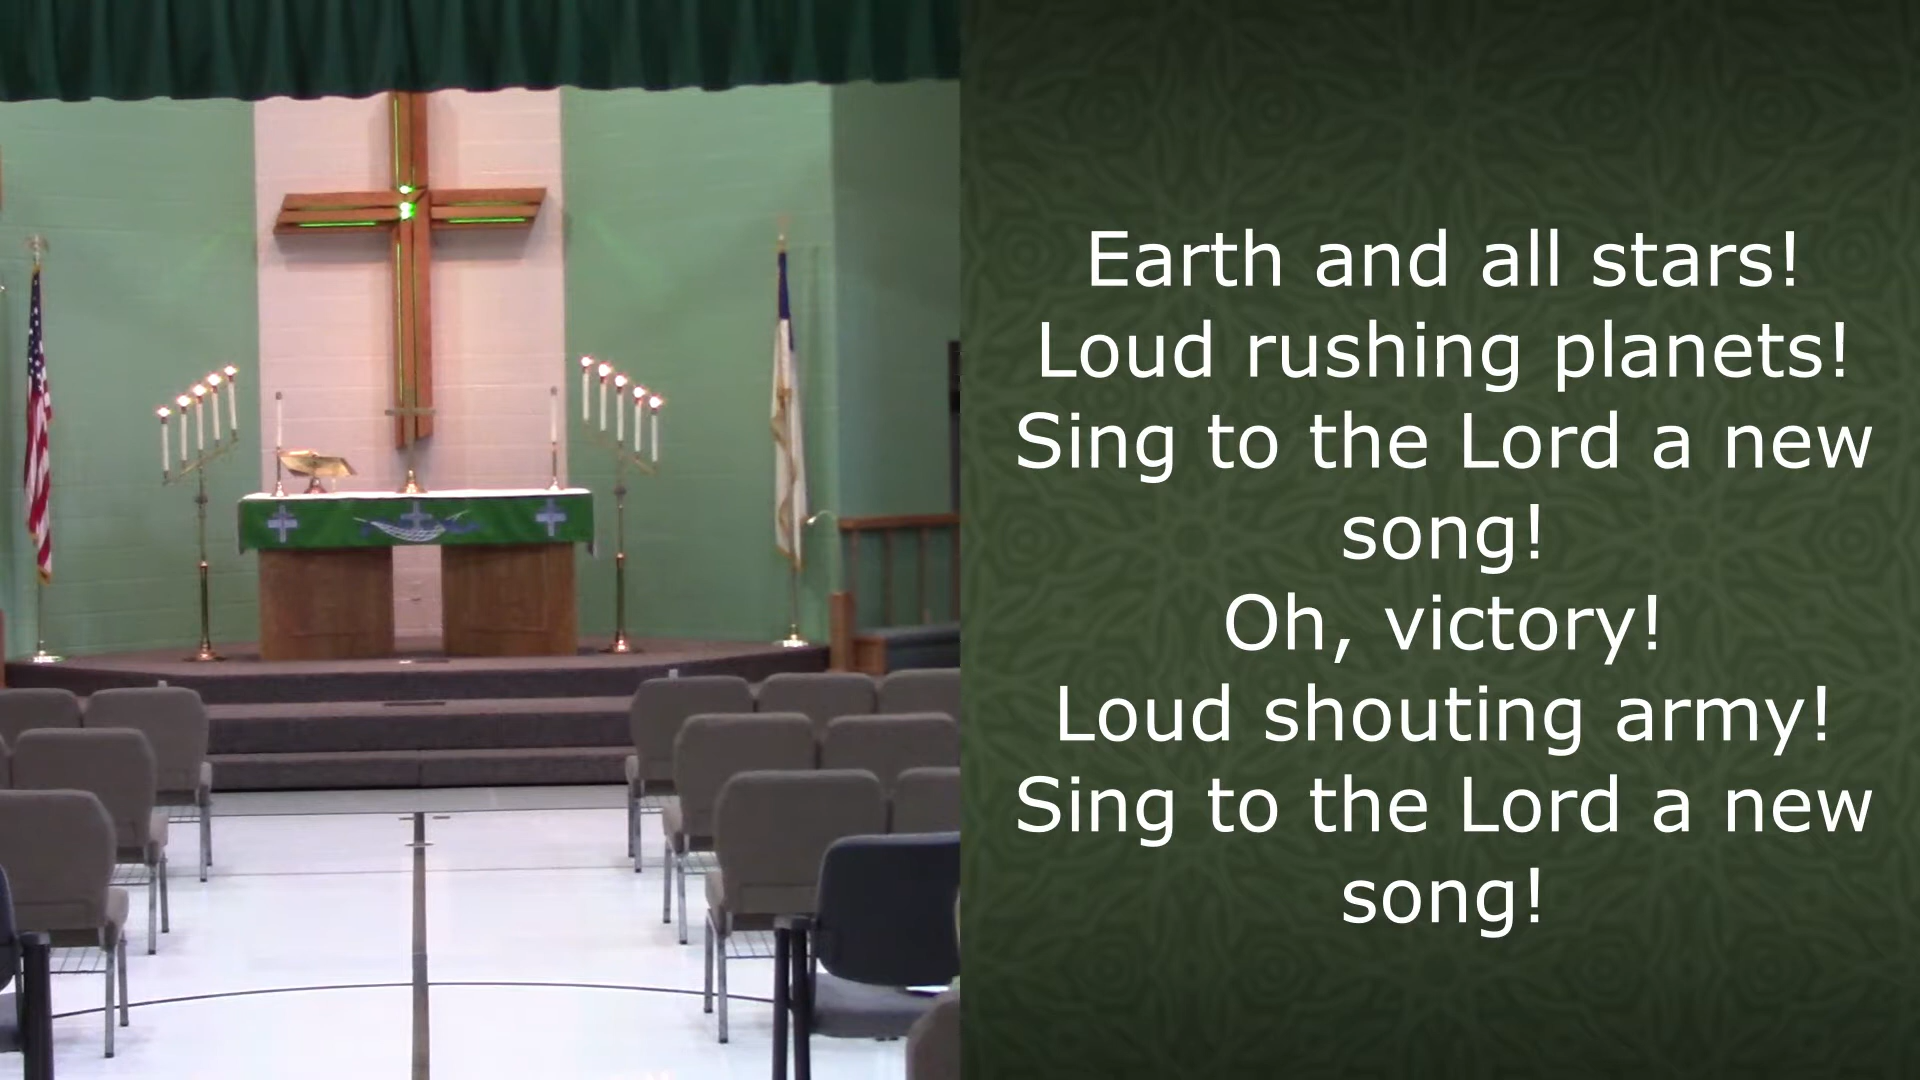 Earth and all stars!
Loud rushing planets!
Sing to the Lord a new
song!
Oh, victory!
Loud shouting army!
Sing to the Lord a new
song!